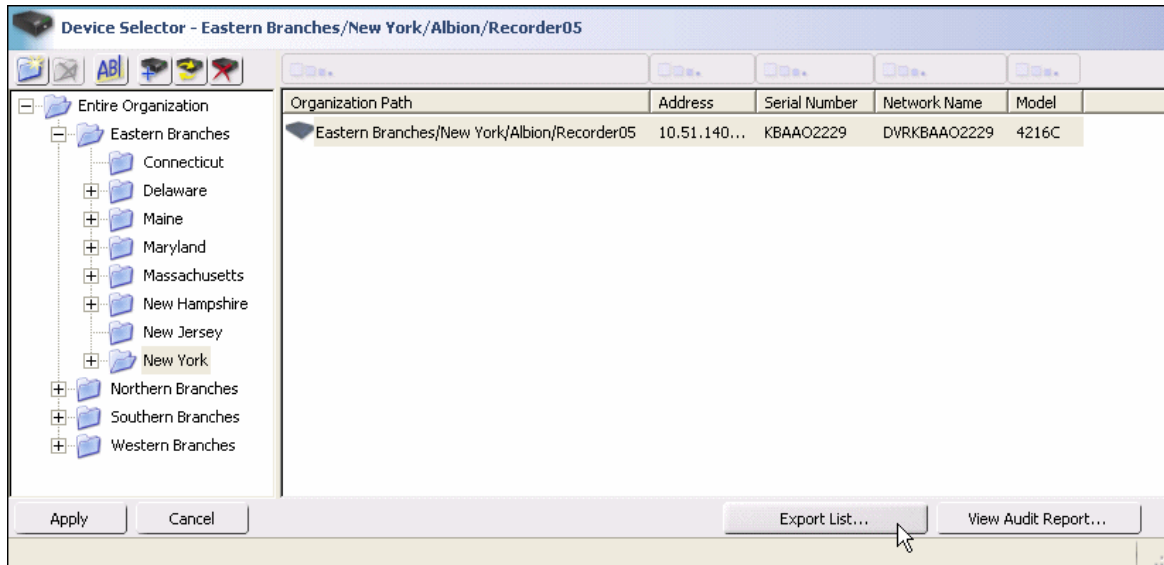 Device Selector - Eastern Branches/New York/Albion/Recorder05
AB
Organization Path Address Serial Number Network Name Model
Eastern Branches/New York/Albion/Recorder05 10.51.140... KBAAO2229 DVRKBAAO2229 4216C
Entire Organization
Eastern Branches
Connecticut
Delaware
Maine
Maryland
Massachusetts
New Hampshire
New Jersey
New York
Northern Branches
Southern Branches
Western Branches
Apply Cancel Export List... View Audit Report...